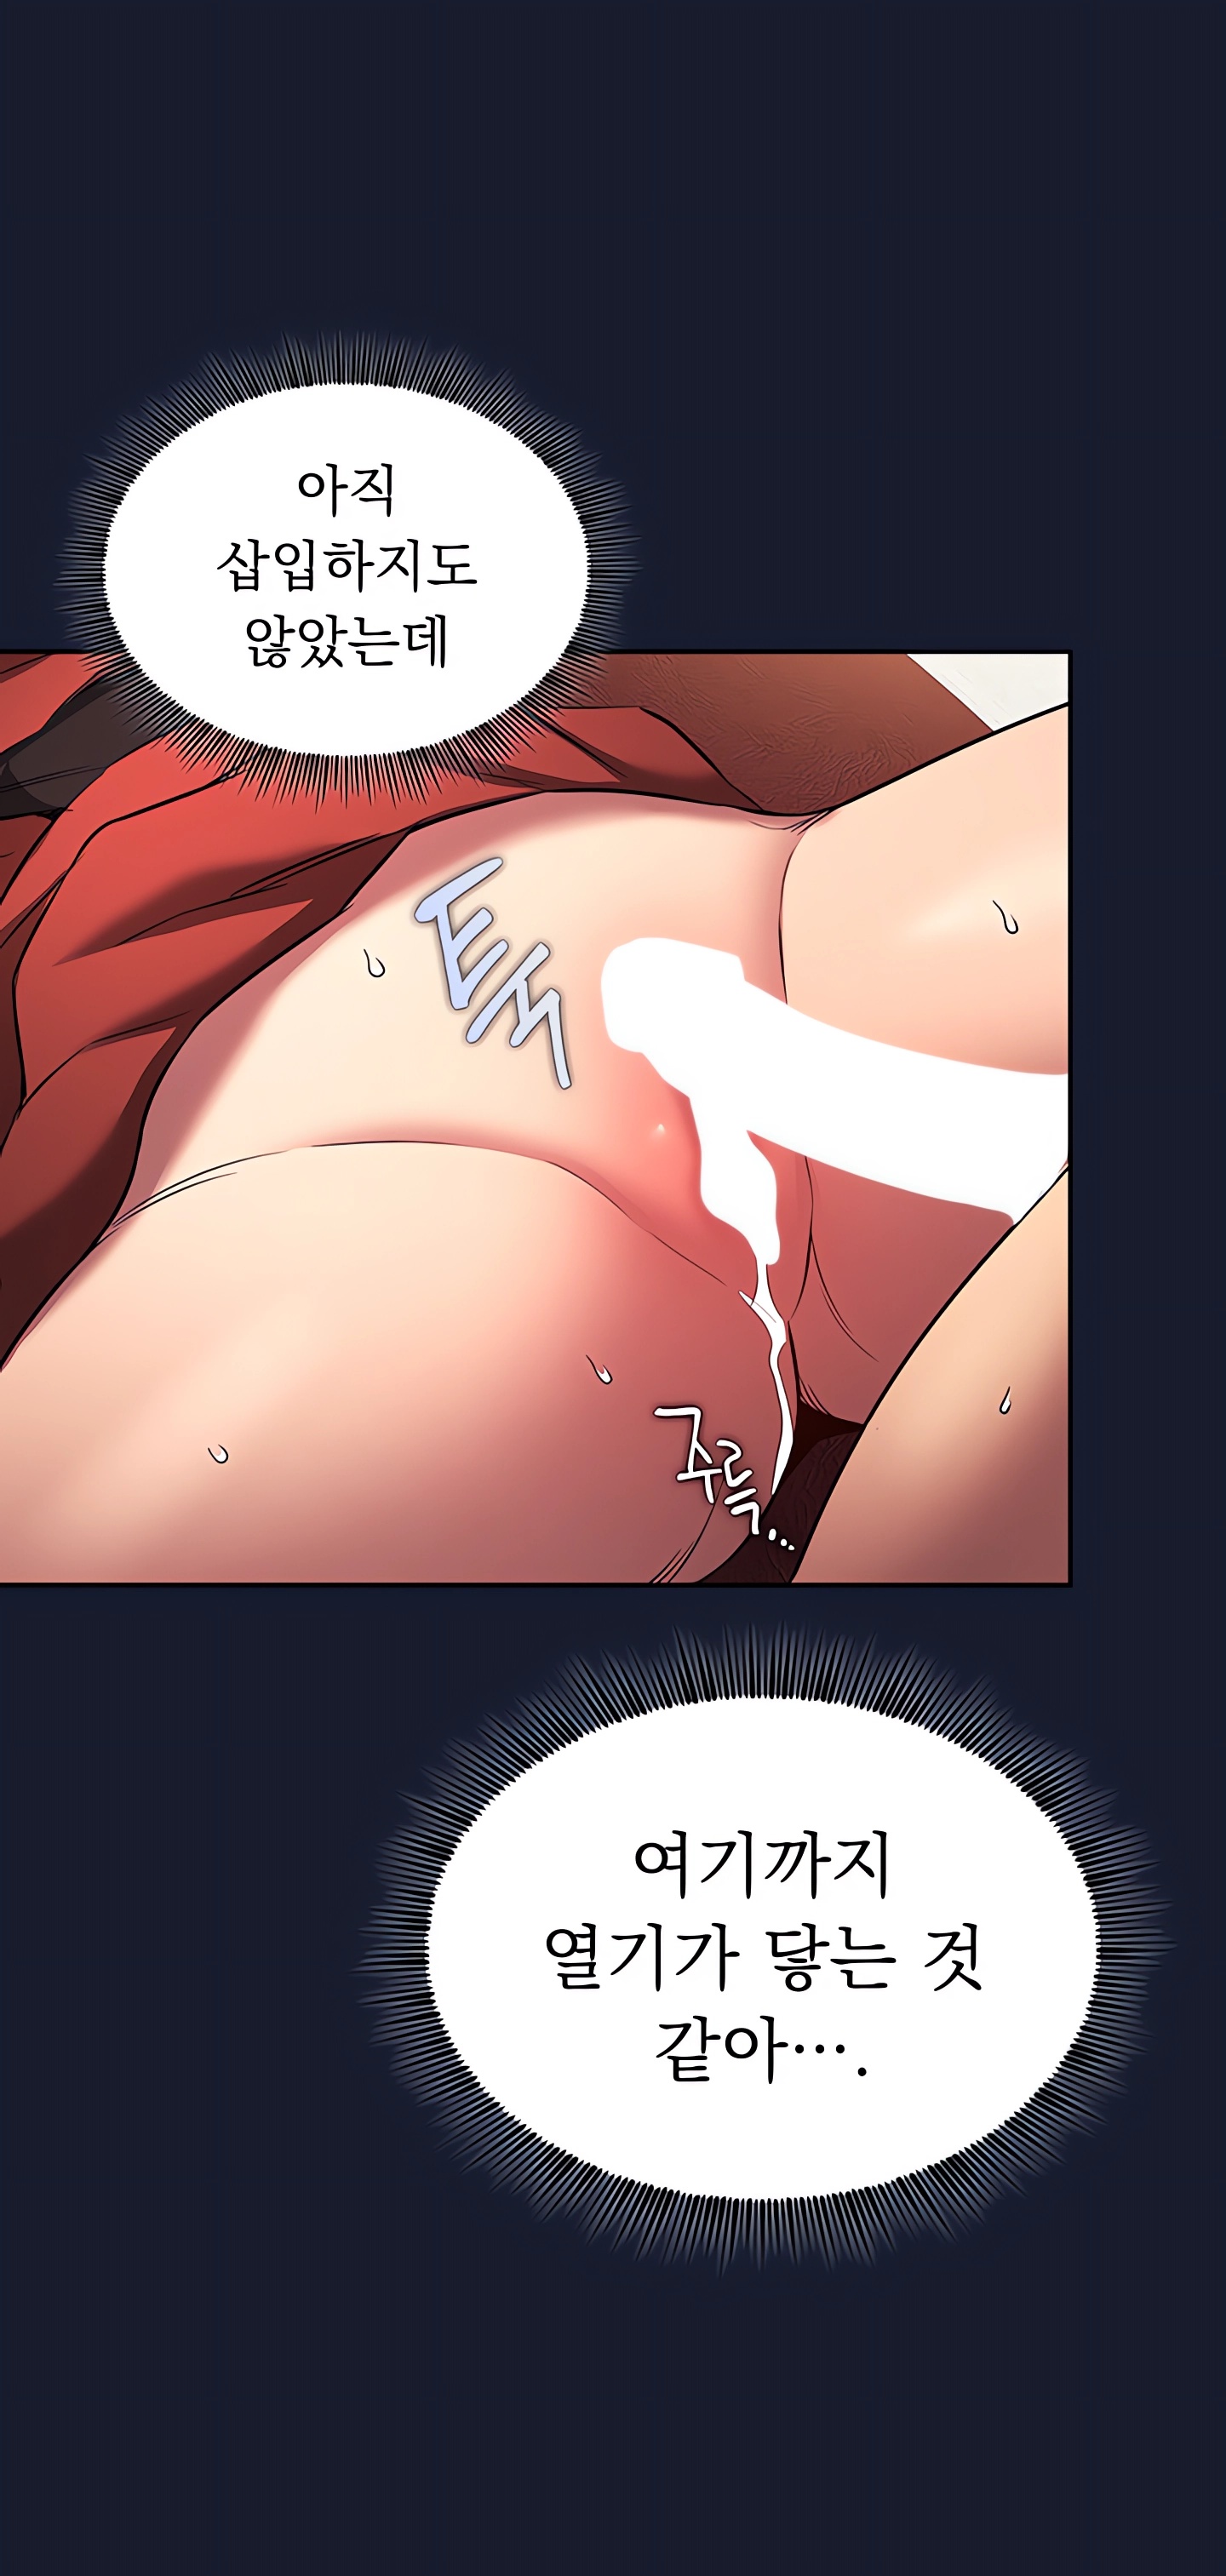 아직
삽입하지도
않았는데
툭
주륵...
여기까지
열기가 닿는 것
같아….